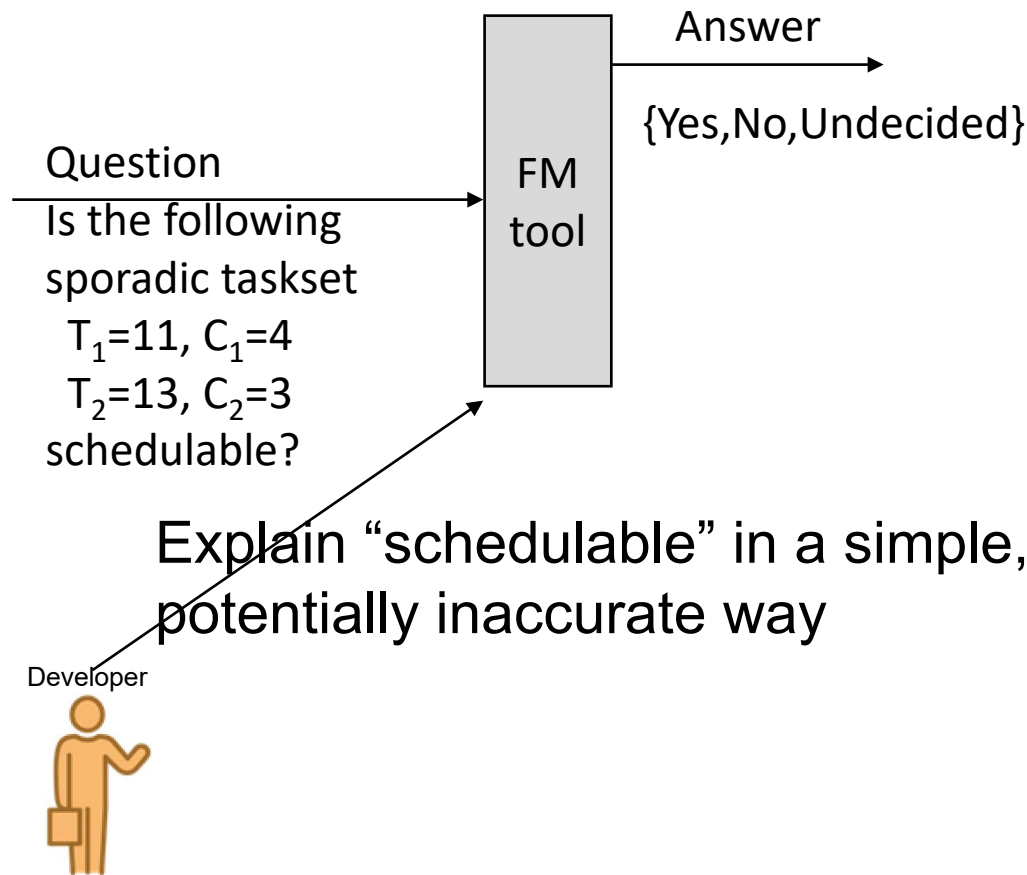 Answer
{Yes,No,Undecided}
Question
Is the following
sporadic taskset
T₁=11, C₁=4
T₂=13, C₂=3
schedulable?
FM
tool
Explain “schedulable” in a simple,
potentially inaccurate way
Developer